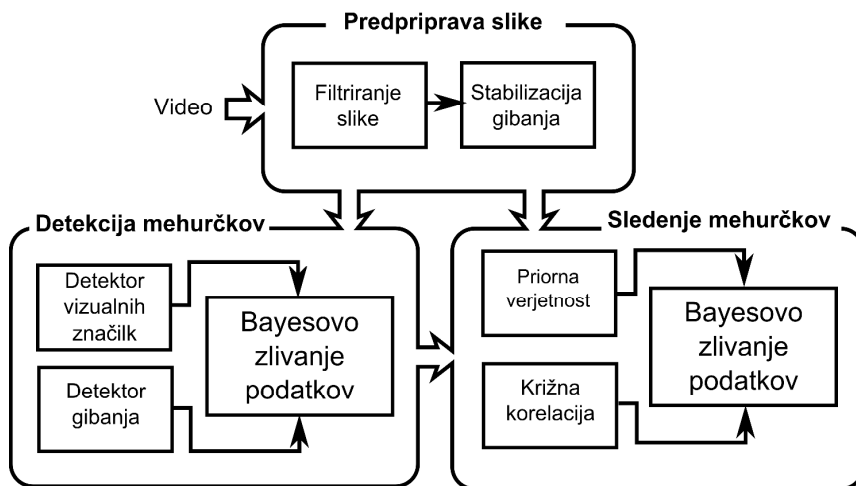 Predpriprava slike
Video
Filtriranje
slike
Stabilizacija
gibanja
Detekcija mehurčkov
Detektor
vizualnih
značilk
Detektor
gibanja
Bayesovo
zlivanje
podatkov
Sledenje mehurčkov
Priorna
verjetnost
Križna
korelacija
Bayesovo
zlivanje
podatkov